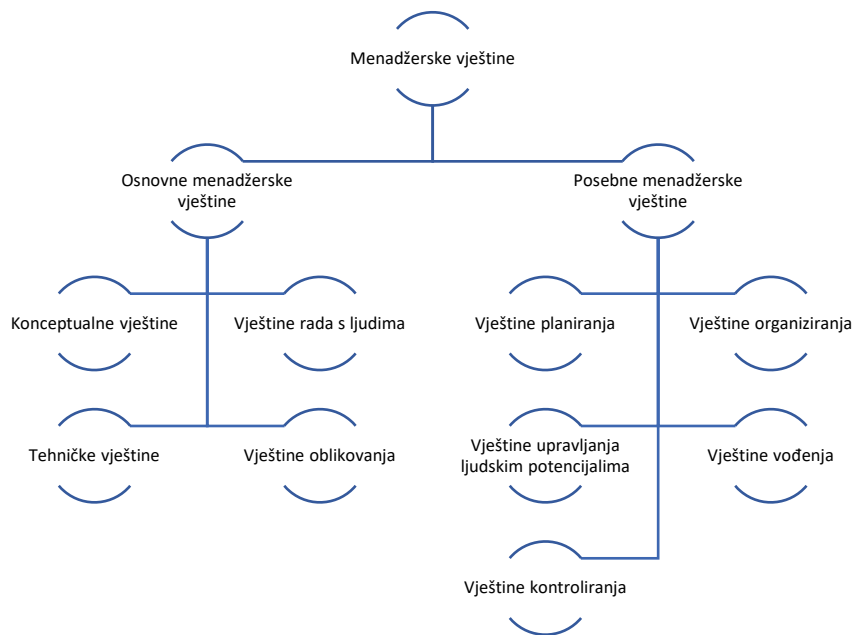 Menadžerske vještine
Osnovne menadžerske
vještine
Posebne menadžerske
vještine
Konceptualne vještine
Vještine rada s ljudima
Vještine planiranja
Vještine organiziranja
Tehničke vještine
Vještine oblikovanja
Vještine upravljanja
ljudskim potencijalima
Vještine vođenja
Vještine kontroliranja